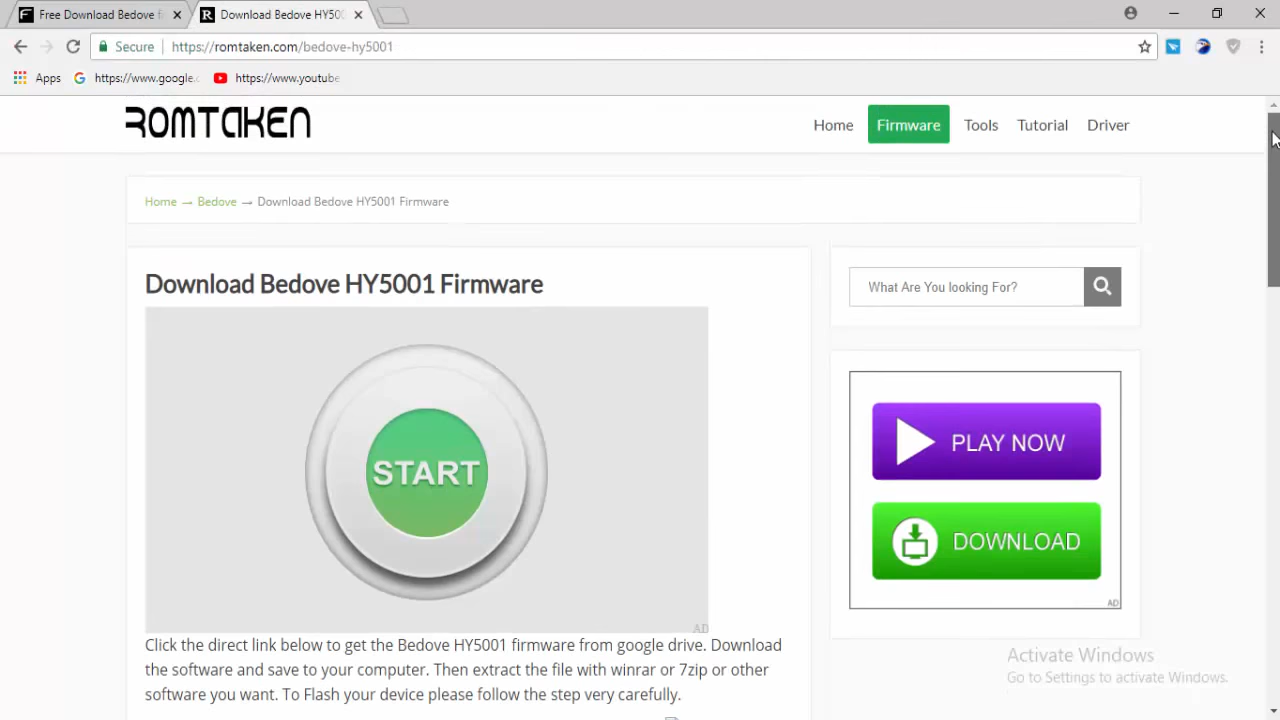 Free Download Bedove f
Download Bedove HY500
Secure
https://romtaken.com/bedove-hy5001
Apps
https://www.google.c
https://www.youtube
ROMTAKEN
Home
Firmware
Tools
Tutorial
Driver
Home → Bedove → Download Bedove HY5001 Firmware
Download Bedove HY5001 Firmware
What Are You looking For?
START
AD
PLAY NOW
DOWNLOAD
AD
Click the direct link below to get the Bedove HY5001 firmware from google drive. Download
the software and save to your computer. Then extract the file with winrar or 7zip or other
software you want. To Flash your device please follow the step very carefully.
Activate Windows
Go to Settings to activate Windows.